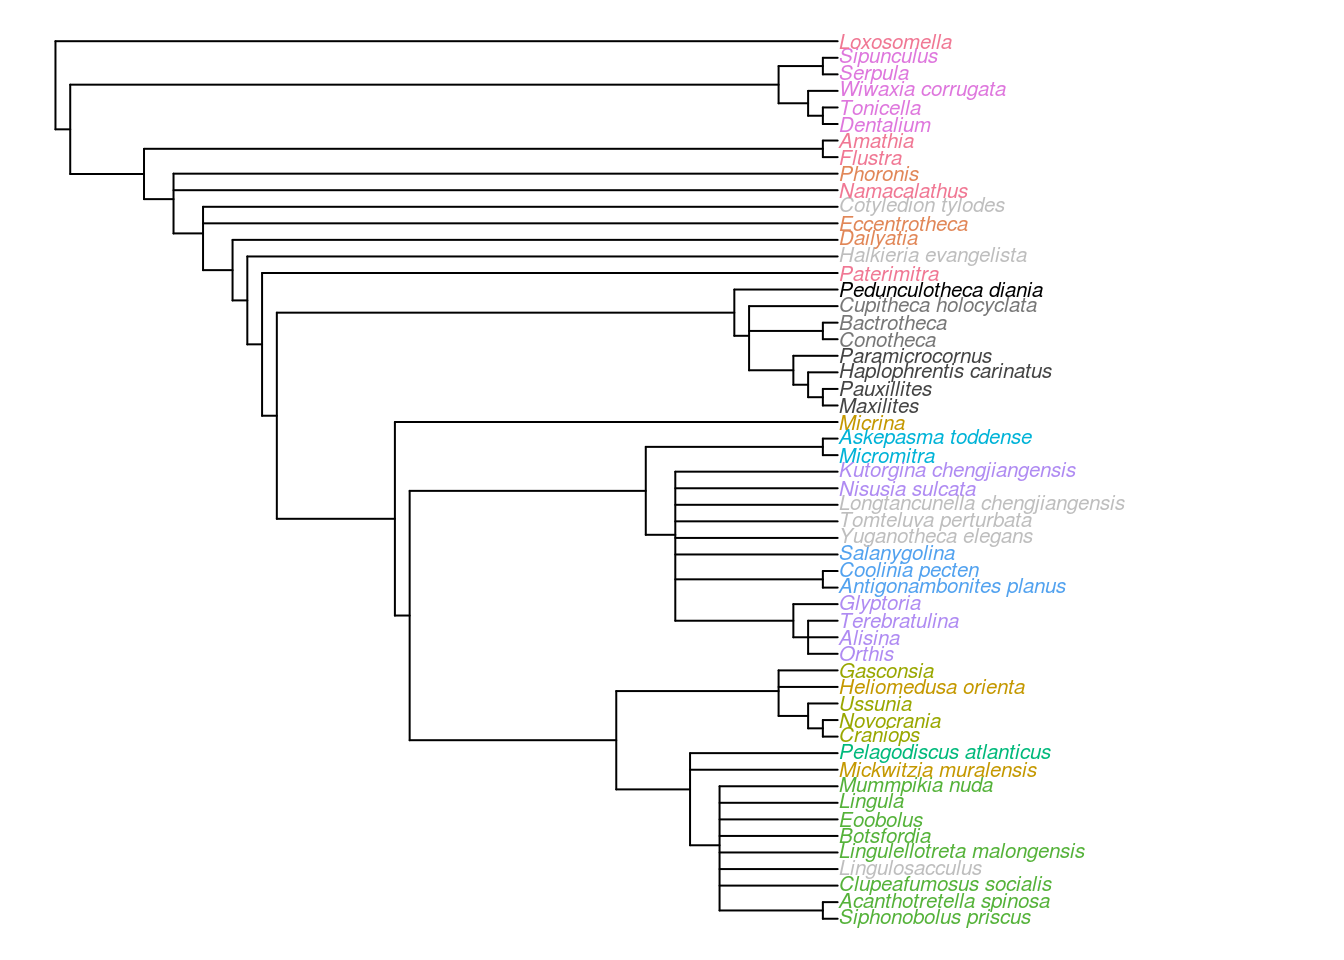 Loxosomella
Sipunculus
Serpula
Wiwaxia corrugata
Tonicella
Dentalium
Amathia
Flustra
Phoronis
Namacalathus
Cotyledion tylodes
Eccentrotheca
Dailyatia
Halkieria evangelista
Paterimitra
Pedunculotheca diania
Cupitheca holocyclata
Bactrotheca
Conotheca
Paramicrocornus
Haplophrentis carinatus
Pauxillites
Maxilites
Micrina
Askepasma toddense
Micromitra
Kutorgina chengjiangensis
Nisusia sulcata
Longtancunella chengjiangensis
Tomteluva perturbata
Yuganotheca elegans
Salanygolina
Coolinia pecten
Antigonambonites planus
Glyptoria
Terebratulina
Alisina
Orthis
Gasconsia
Heliomedusa orienta
Ussunia
Novocrania
Craniops
Pelagodiscus atlanticus
Mickwitzia muralensis
Mummpikia nuda
Lingula
Eoobolus
Botsfordia
Lingulellotreta malongensis
Lingulosacculus
Clupeafumosus socialis
Acanthotretella spinosa
Siphonobolus priscus